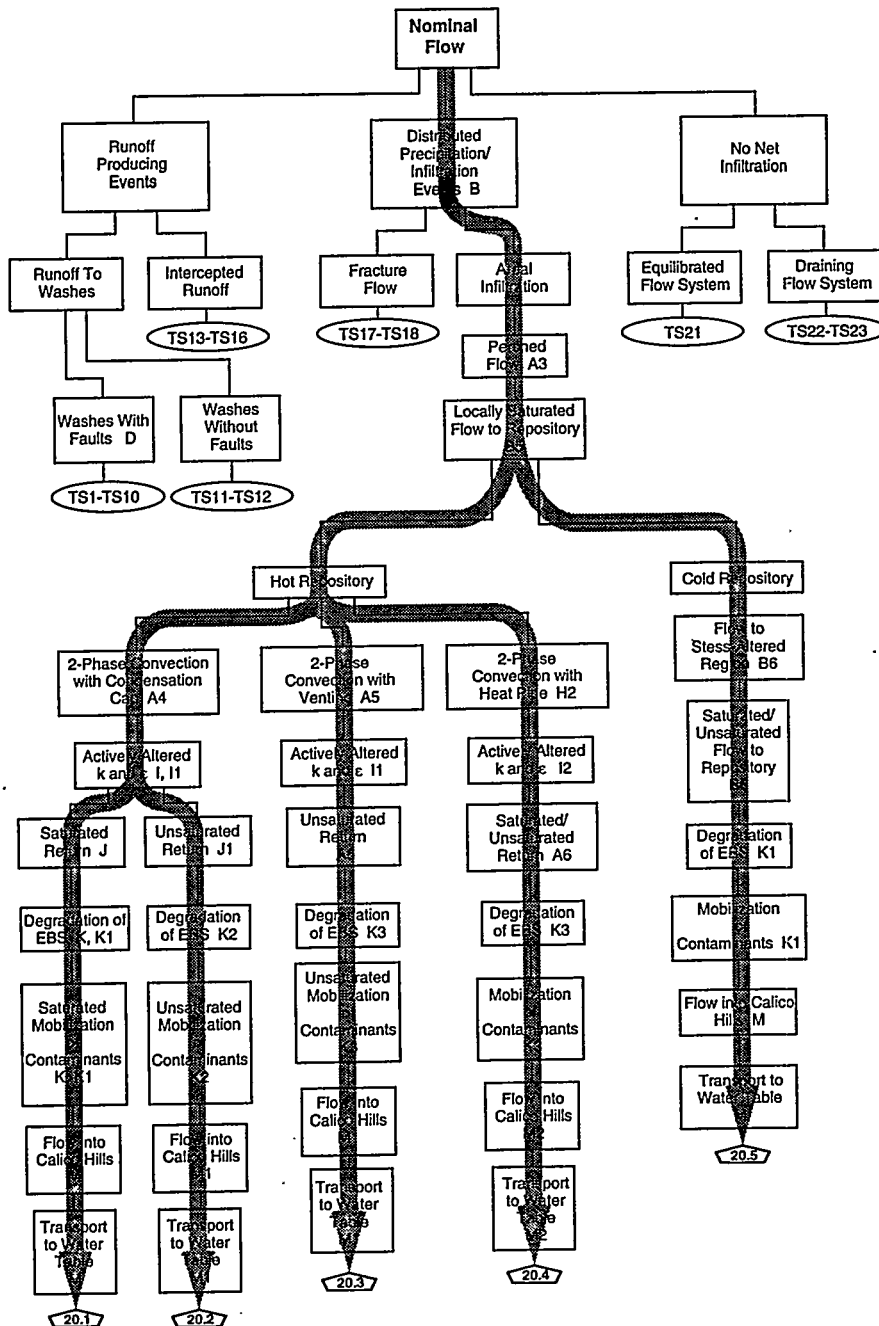 Nominal
Flow
Runoff
Producing
Events
Distributed
Precipitation/
Infiltration
Events B
No Net
Infiltration
Runoff To
Washes
Intercepted
Runoff
Fracture
Flow
Areal
Infiltration
Equilibrated
Flow System
Draining
Flow System
TS13-TS16
TS17-TS18
TS21
TS22-TS23
Perched
Flow A3
Washes With
Faults D
Washes
Without
Faults
Locally Saturated
Flow to Repository
TS1-TS10
TS11-TS12
Hot Repository
Cold Repository
2-Phase Convection
with Condensation
Cap A4
2-Phase
Convection with
Venting A5
2-Phase
Convection with
Heat Pipe H2
Flow to
Stess-Altered
Region B6
Actively Altered
k and ε I, I1
Actively Altered
k and ε I1
Actively Altered
k and ε I2
Saturated/
Unsaturated
Flow to
Repository
Saturated
Return J
Unsaturated
Return J1
Unsaturated
Return
Saturated/
Unsaturated
Return A6
Degradation
of EBS K1
Degradation of
EBS K, K1
Degradation
of EBS K2
Degradation
of EBS K3
Degradation
of EBS K3
Mobilization
Contaminants K1
Saturated
Mobilization
Contaminants
K, K1
Unsaturated
Mobilization
Contaminants
K2
Unsaturated
Mobilization
Contaminants
Mobilization
Contaminants
Flow into Calico
Hills M
Flow into
Calico Hills
Flow into
Calico Hills
Flow into
Calico Hills
Flow into
Calico Hills
Transport to
Water Table
20.5
Transport
to Water
Table
Transport
to Water
Table
Transport
to Water
Table
Transport
to Water
Table
20.1
20.2
20.3
20.4